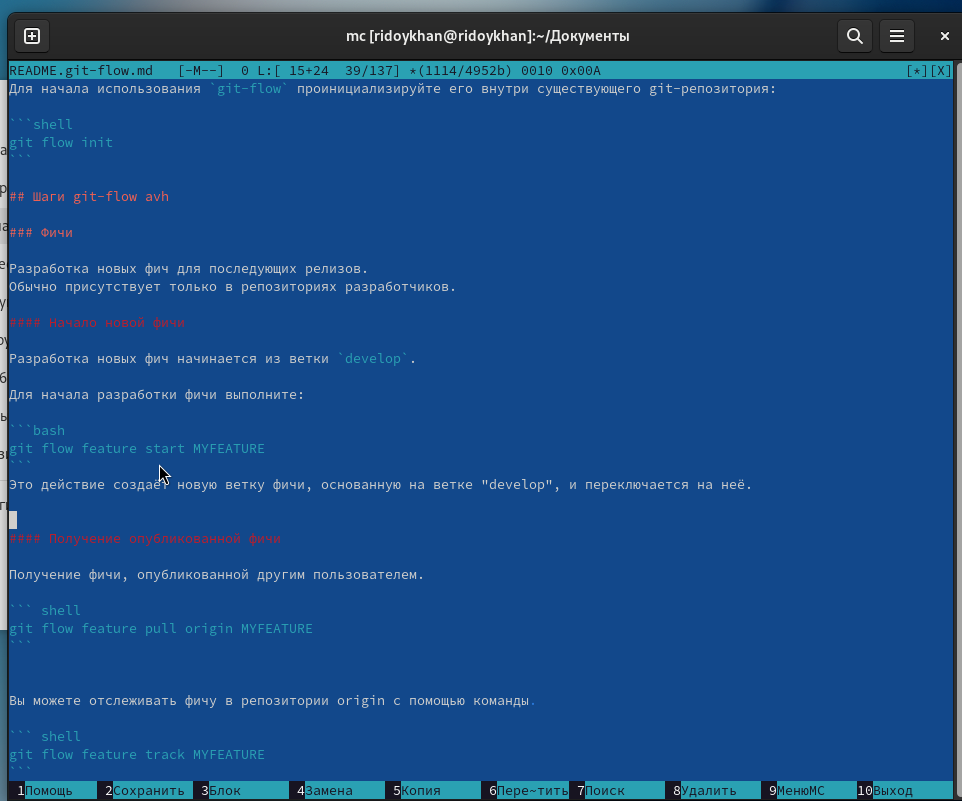 mc [ridoykhan@ridoykhan]:~/Документы
README.git-flow.md [-M--] 0 L:[ 15+24 39/137] *(1114/4952b) 0010 0x00A [*][X]
Для начала использования `git-flow` проинициализируйте его внутри существующего git-репозитория:
```shell
git flow init
```
## Шаги git-flow avh
### Фичи
Разработка новых фич для последующих релизов.
Обычно присутствует только в репозиториях разработчиков.
#### Начало новой фичи
Разработка новых фич начинается из ветки `develop`.
Для начала разработки фичи выполните:
```bash
git flow feature start MYFEATURE
```
Это действие создаёт новую ветку фичи, основанную на ветке "develop", и переключается на неё.
#### Получение опубликованной фичи
Получение фичи, опубликованной другим пользователем.
``` shell
git flow feature pull origin MYFEATURE
```
Вы можете отслеживать фичу в репозитории origin с помощью команды.
``` shell
git flow feature track MYFEATURE
```
1Помощь 2Сохранить 3Блок 4Замена 5Копия 6Пере~тить 7Поиск 8Удалить 9МенюMC 10Выход